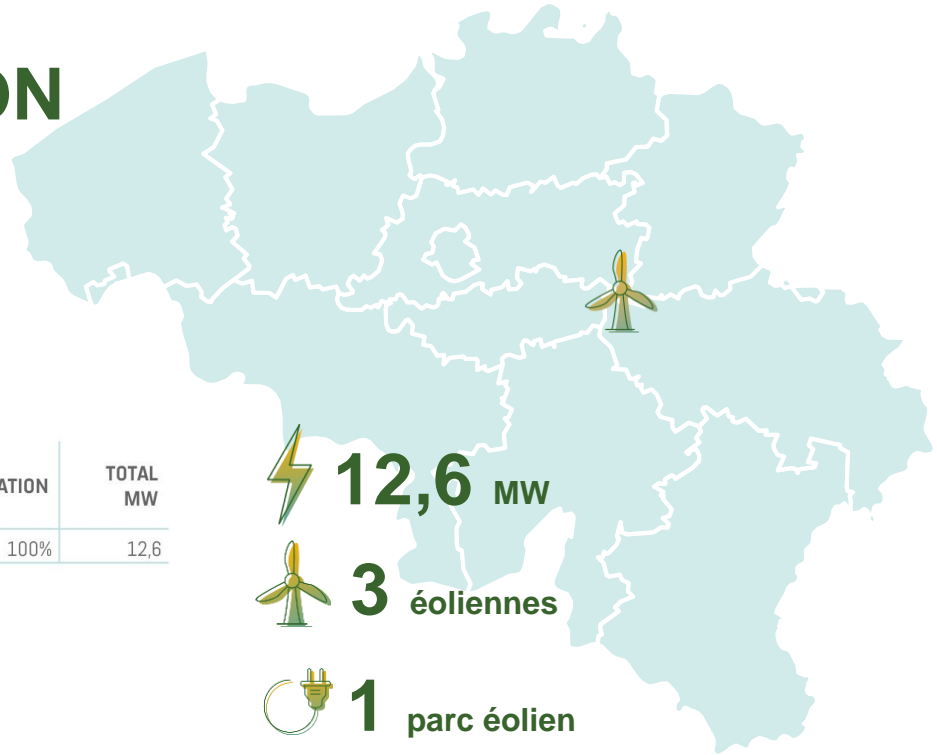 ON
ATION
TOTAL
MW
100%
12,6
12,6 MW
3 éoliennes
1 parc éolien